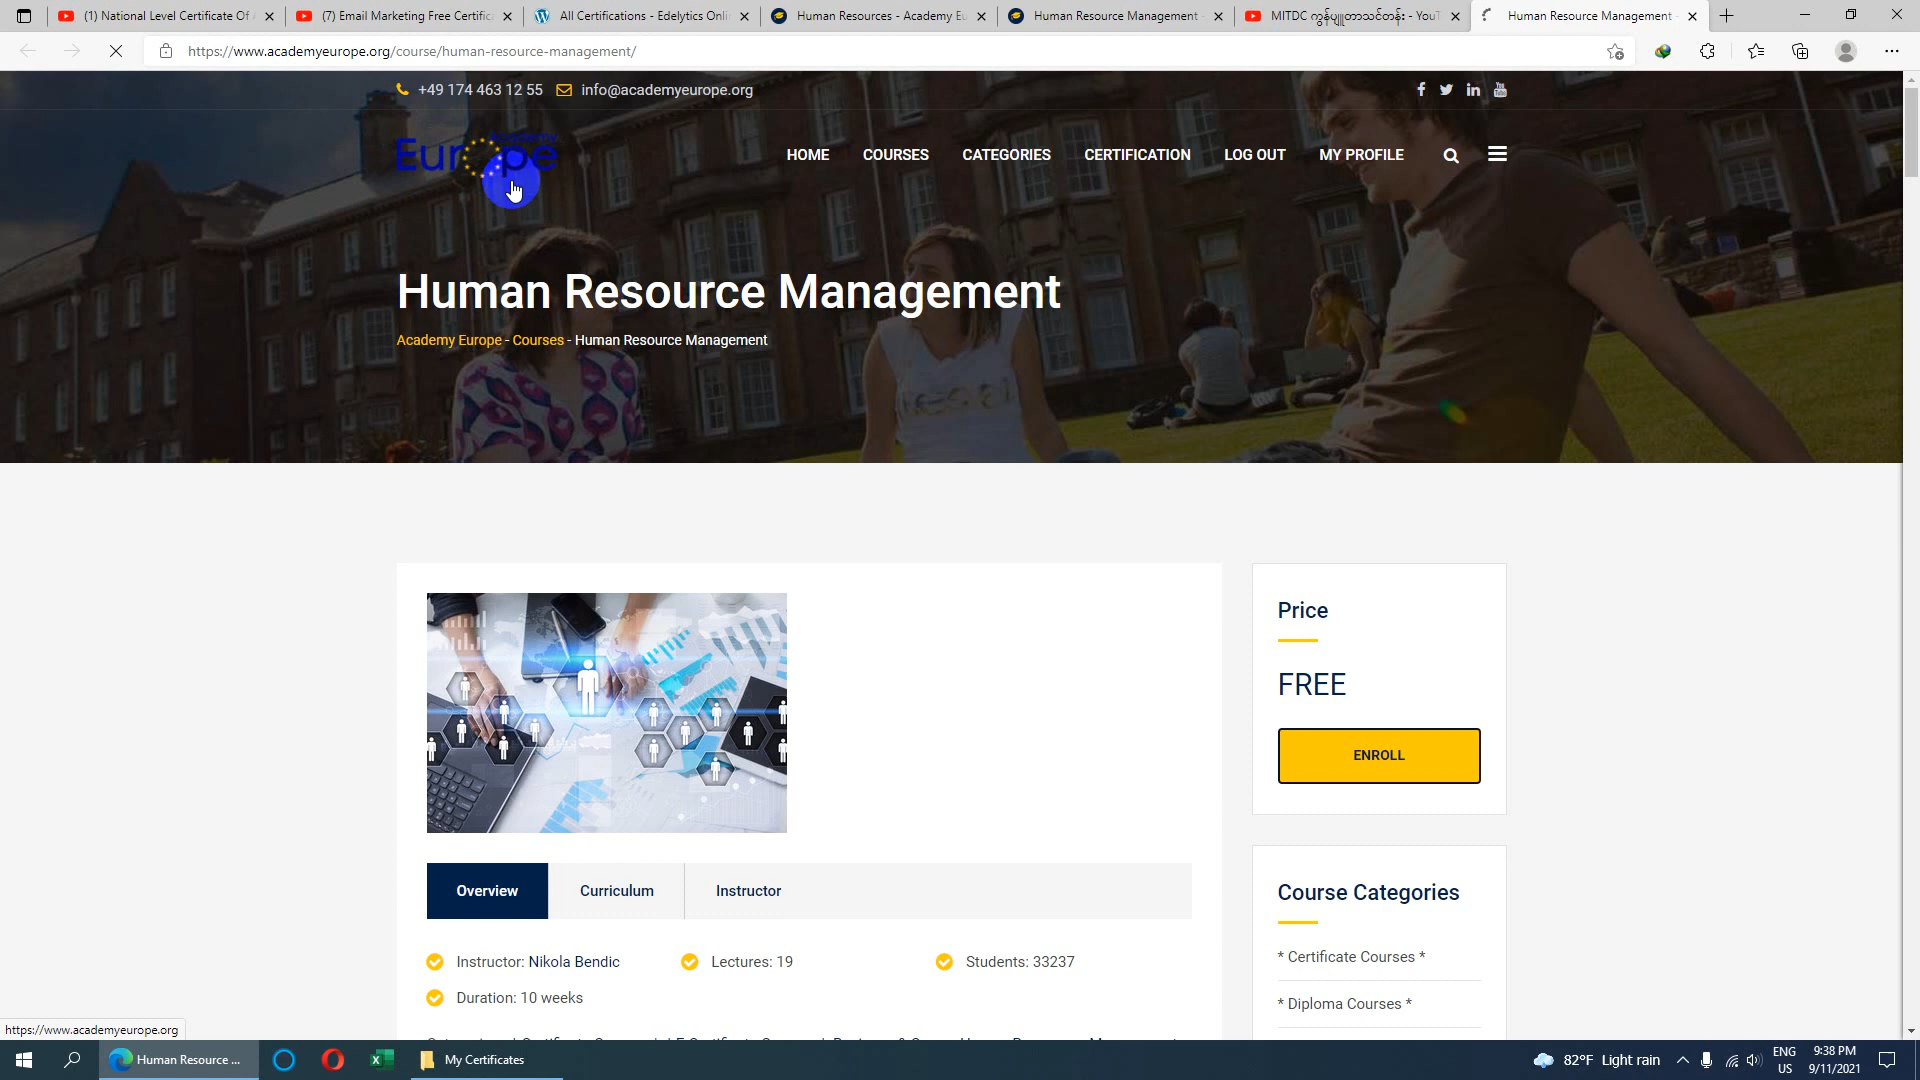 (1) National Level Certificate Of
(7) Email Marketing Free Certific
All Certifications - Edelytics Onli
Human Resources - Academy Eu
Human Resource Management -
MITDC ကွန်ပျူတာသင်တန်း - YouT
Human Resource Management -
https://www.academyeurope.org/course/human-resource-management/
+49 174 463 12 55 info@academyeurope.org
Academy
Europe
HOME COURSES CATEGORIES CERTIFICATION LOG OUT MY PROFILE
Human Resource Management
Academy Europe - Courses - Human Resource Management
Price
FREE
ENROLL
Overview Curriculum Instructor
Instructor: Nikola Bendic Lectures: 19 Students: 33237
Duration: 10 weeks
Course Categories
* Certificate Courses *
* Diploma Courses *
https://www.academyeurope.org
Human Resource ...
My Certificates
82°F Light rain
ENG
US
9:38 PM
9/11/2021